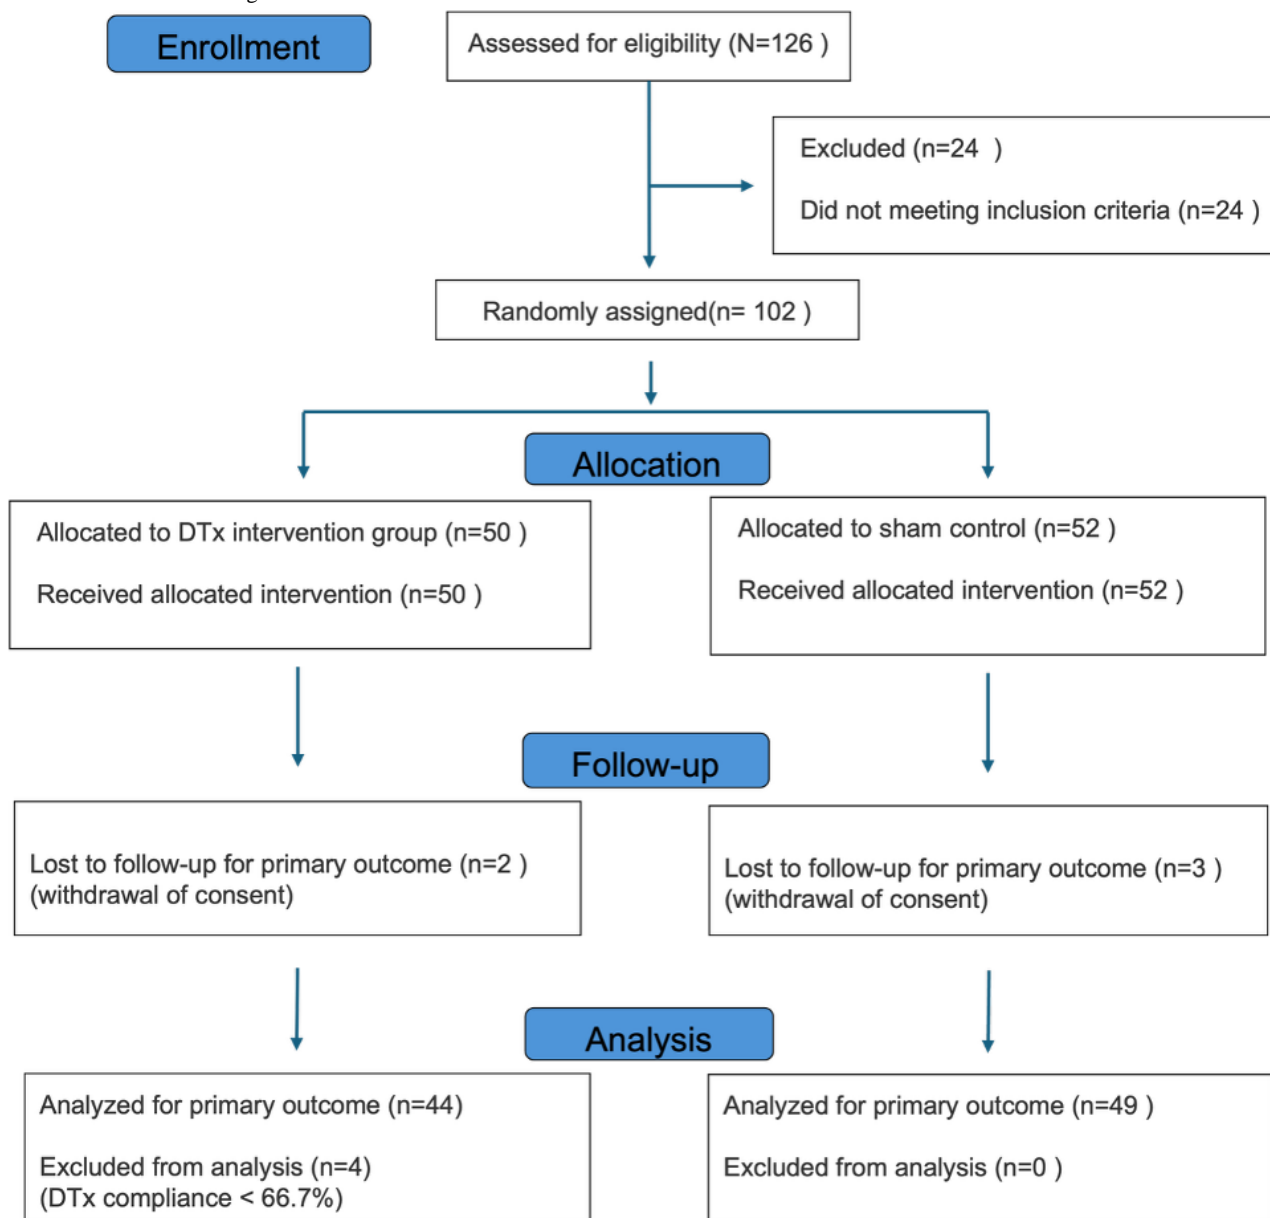 Enrollment
Assessed for eligibility (N=126 )
Excluded (n=24 )
Did not meeting inclusion criteria (n=24 )
Randomly assigned(n= 102 )
Allocation
Allocated to DTx intervention group (n=50 )
Received allocated intervention (n=50 )
Allocated to sham control (n=52 )
Received allocated intervention (n=52 )
Follow-up
Lost to follow-up for primary outcome (n=2 )
(withdrawal of consent)
Lost to follow-up for primary outcome (n=3 )
(withdrawal of consent)
Analysis
Analyzed for primary outcome (n=44)
Excluded from analysis (n=4)
(DTx compliance < 66.7%)
Analyzed for primary outcome (n=49 )
Excluded from analysis (n=0 )